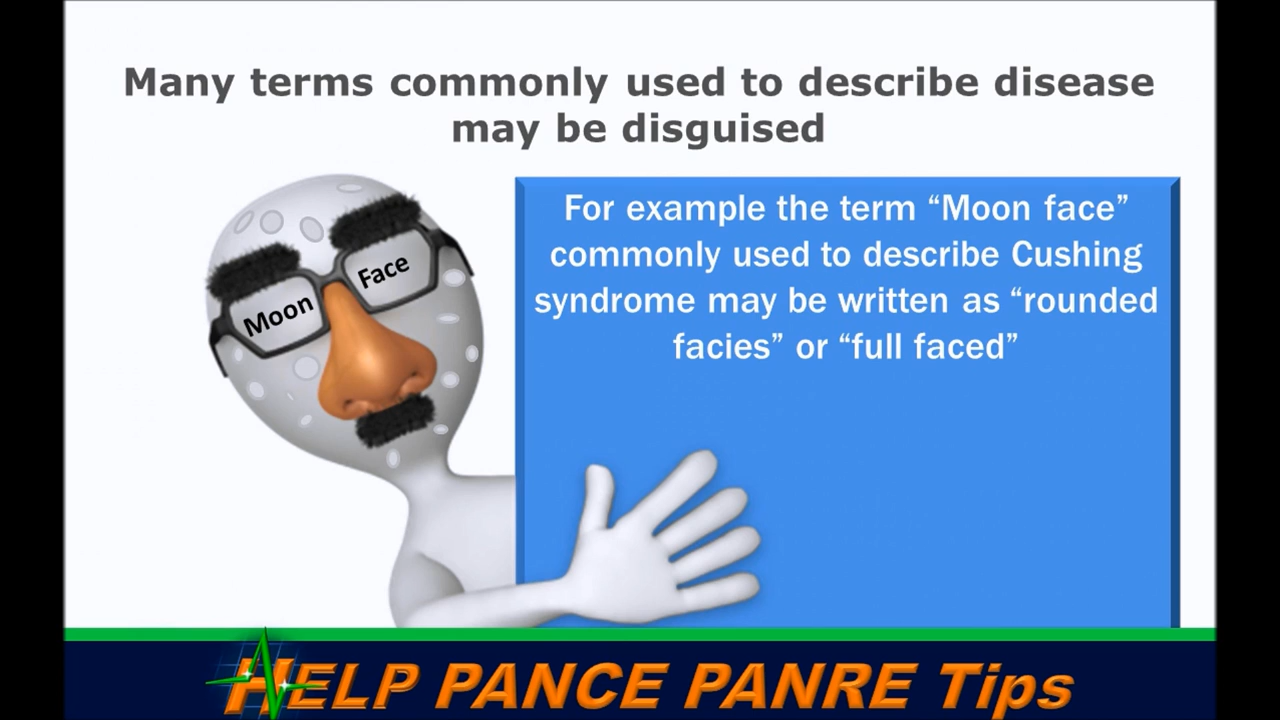 Many terms commonly used to describe disease
may be disguised
For example the term “Moon face”
commonly used to describe Cushing
syndrome may be written as “rounded
facies” or “full faced”
Moon Face
HELP PANCE PANRE Tips